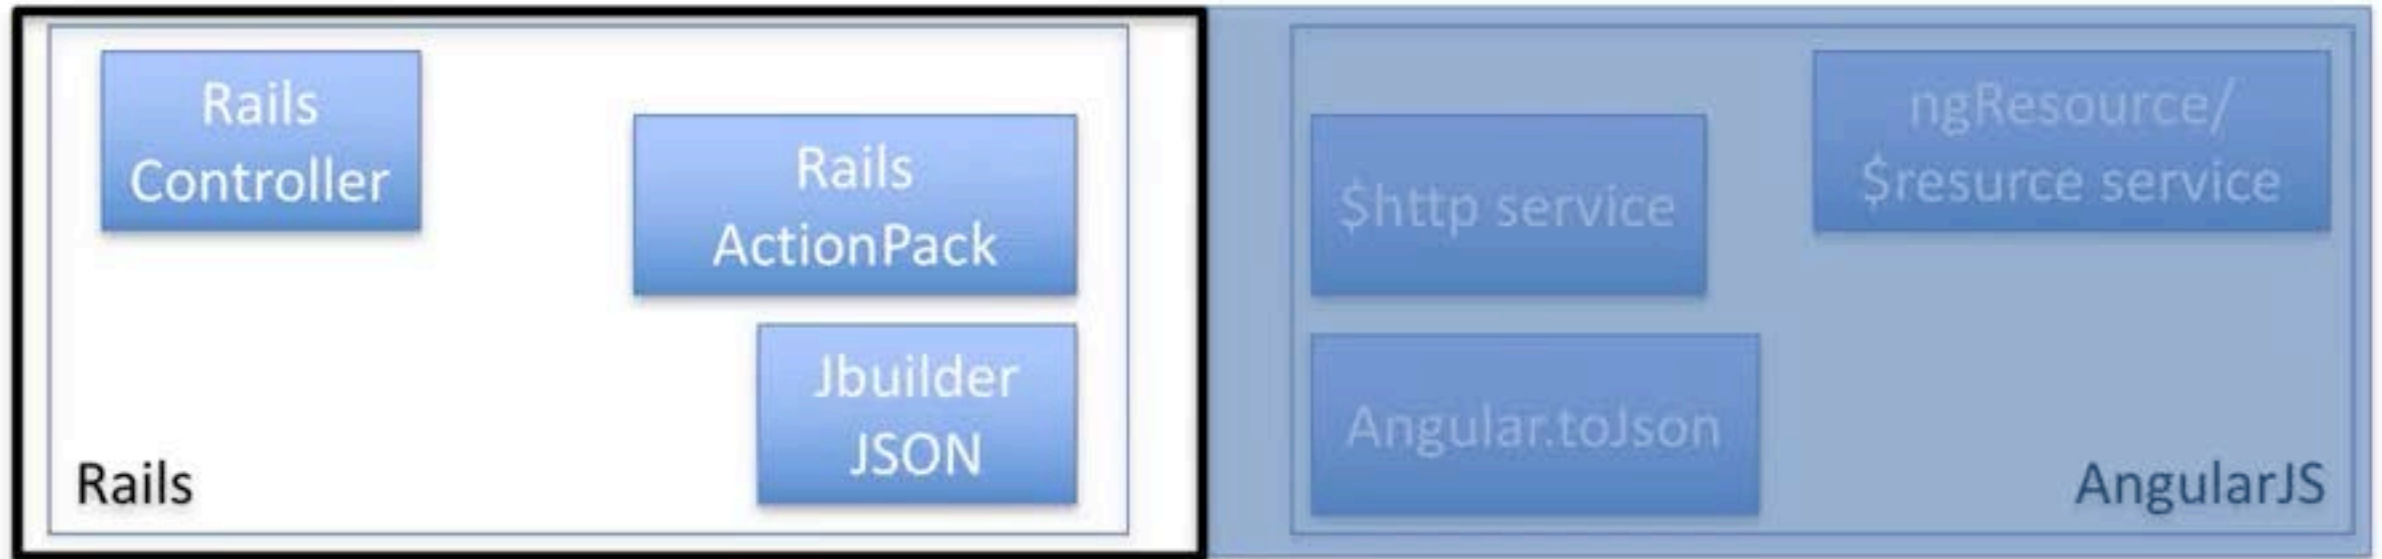 Rails
Controller
Rails
ActionPack
Jbuilder
JSON
Rails
$http service
ngResource/
$resurce service
Angular.toJson
AngularJS